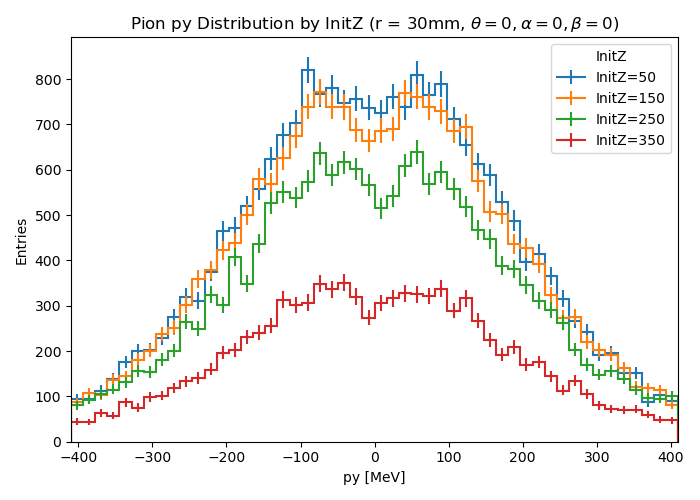 Pion py Distribution by InitZ (r = 30mm, θ = 0, α = 0, β = 0)
InitZ
InitZ=50
InitZ=150
InitZ=250
InitZ=350
Entries
800
700
600
500
400
300
200
100
0
−400 −300 −200 −100 0 100 200 300 400
py [MeV]